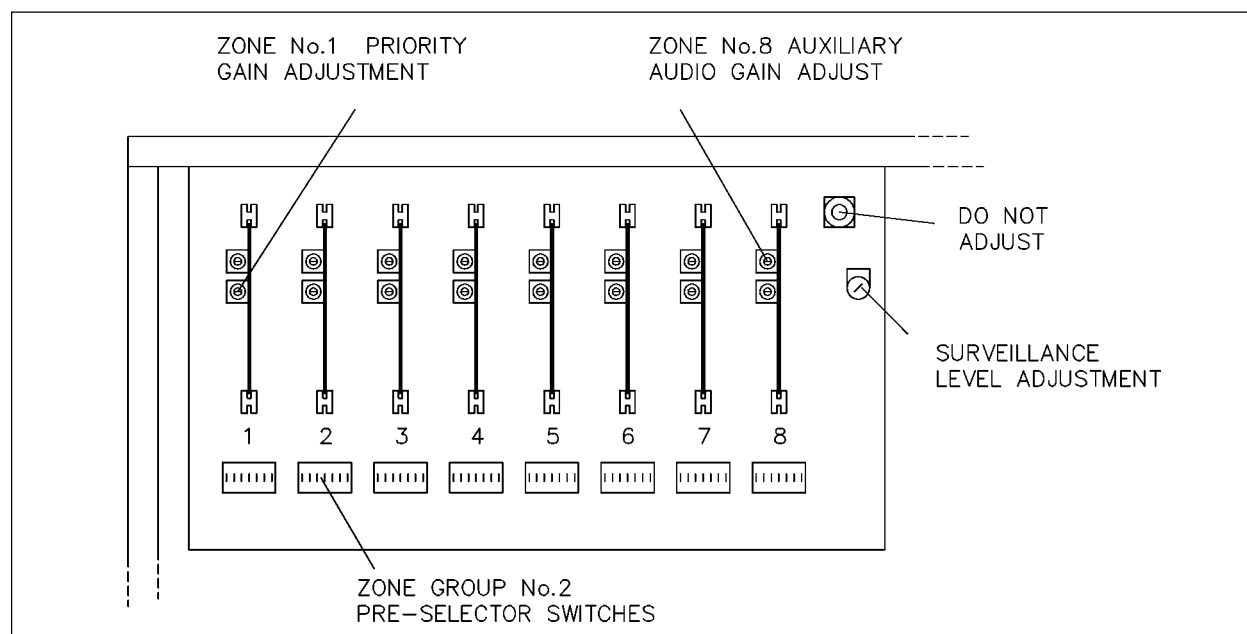 ZONE No.1 PRIORITY
GAIN ADJUSTMENT
ZONE No.8 AUXILIARY
AUDIO GAIN ADJUST
DO NOT
ADJUST
SURVEILLANCE
LEVEL ADJUSTMENT
1 2 3 4 5 6 7 8
ZONE GROUP No.2
PRE-SELECTOR SWITCHES